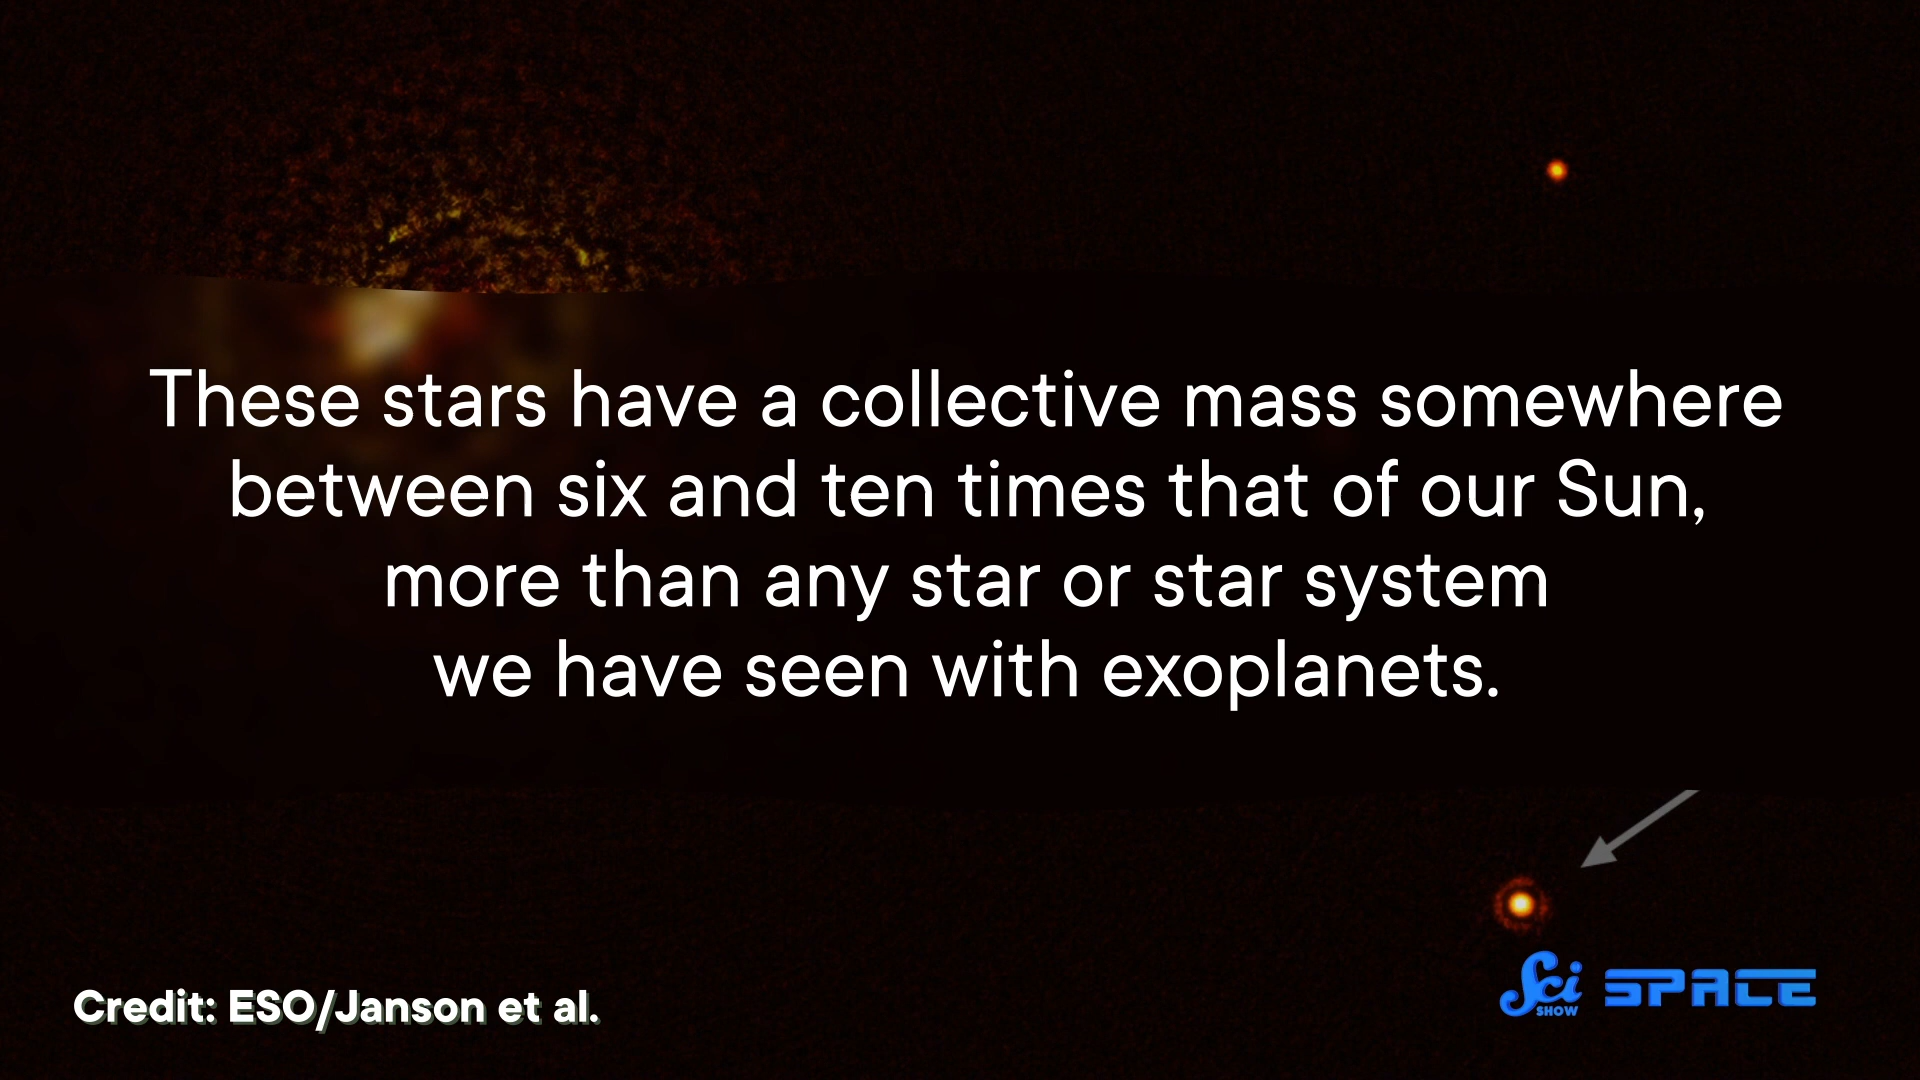 These stars have a collective mass somewhere
between six and ten times that of our Sun,
more than any star or star system
we have seen with exoplanets.
Credit: ESO/Janson et al.
Sci SHOW SPACE